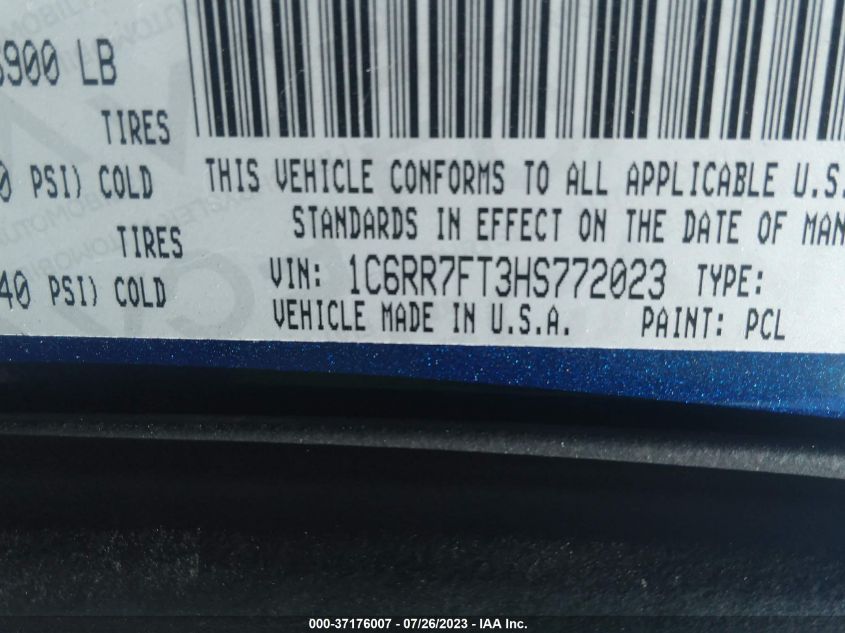 900 LB
TIRES
0 PSI) COLD
TIRES
40 PSI) COLD
THIS VEHICLE CONFORMS TO ALL APPLICABLE U.S.
STANDARDS IN EFFECT ON THE DATE OF MAN
VIN: 1C6RR7FT3HS772023 TYPE:
VEHICLE MADE IN U.S.A. PAINT: PCL
000-37176007 / 07/26/2023 - IAA Inc.